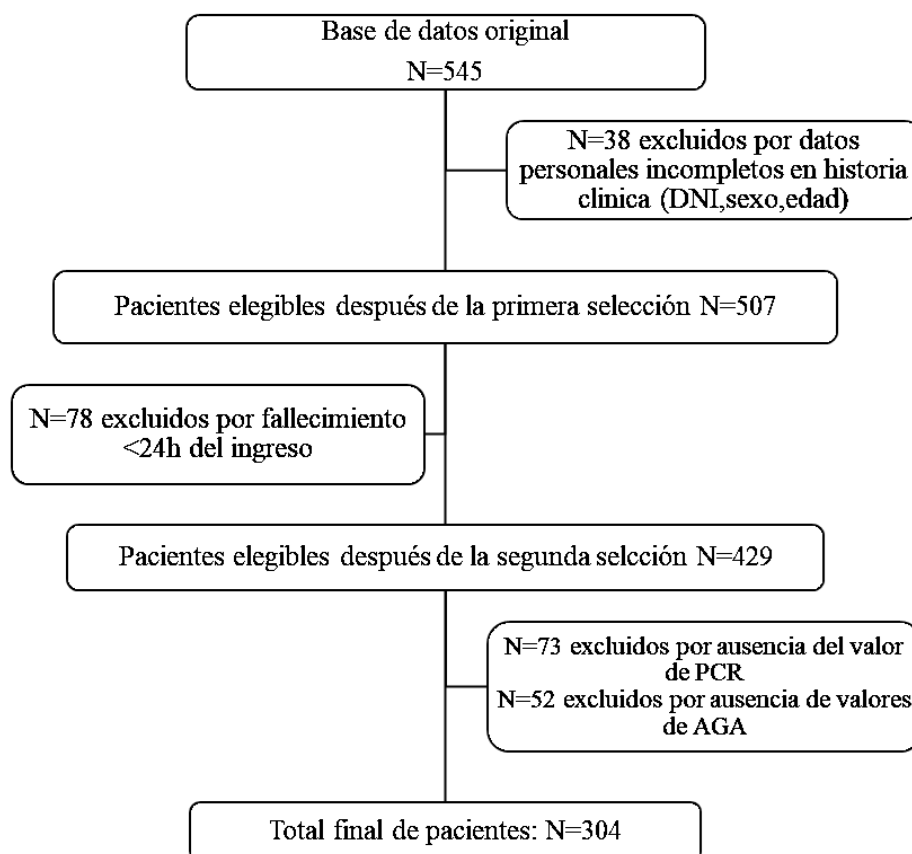 Base de datos original
N=545
N=38 excluidos por datos
personales incompletos en historia
clinica (DNI,sexo,edad)
Pacientes elegibles después de la primera selección N=507
N=78 excluidos por fallecimiento
<24h del ingreso
Pacientes elegibles después de la segunda selcción N=429
N=73 excluidos por ausencia del valor
de PCR
N=52 excluidos por ausencia de valores
de AGA
Total final de pacientes: N=304